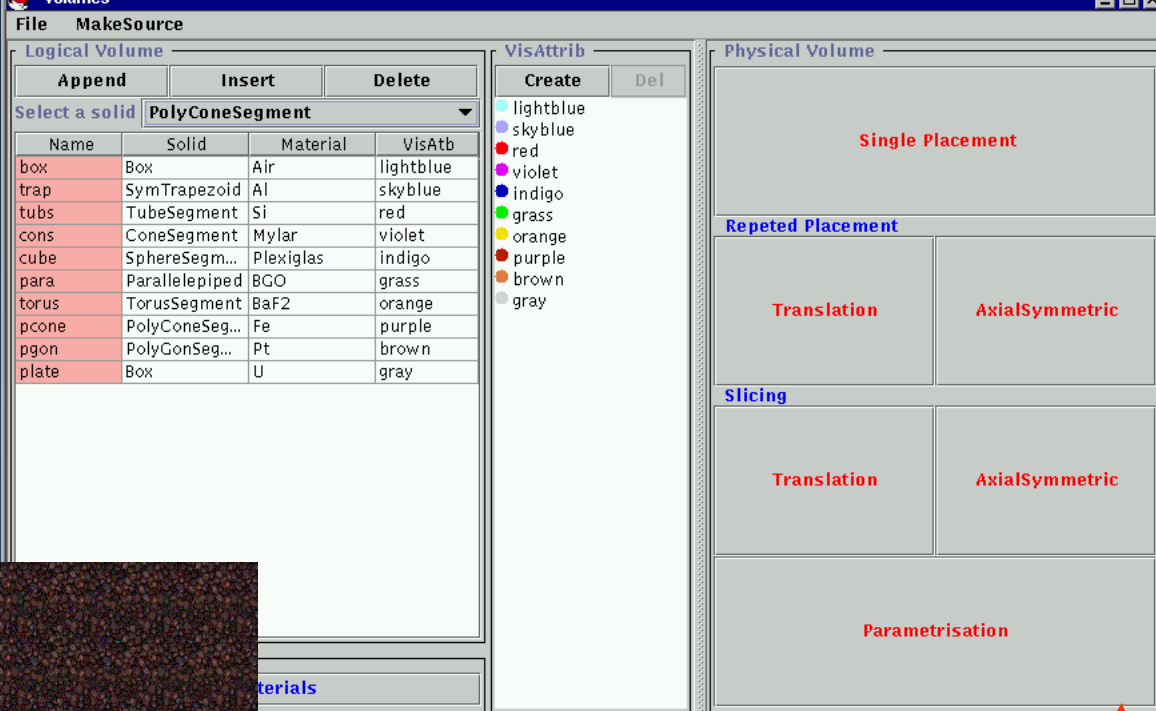 Volumes
File MakeSource
Logical Volume
Append Insert Delete
Select a solid PolyConeSegment
Name Solid Material VisAtb
box Box Air lightblue
trap SymTrapezoid Al skyblue
tubs TubeSegment Si red
cons ConeSegment Mylar violet
cube SphereSegm... Plexiglas indigo
para Parallelepiped BGO grass
torus TorusSegment BaF2 orange
pcone PolyConeSeg... Fe purple
pgon PolyGonSeg... Pt brown
plate Box U gray
terials
VisAttrib
Create Del
lightblue
skyblue
red
violet
indigo
grass
orange
purple
brown
gray
Physical Volume
Single Placement
Repeted Placement
Translation AxialSymmetric
Slicing
Translation AxialSymmetric
Parametrisation